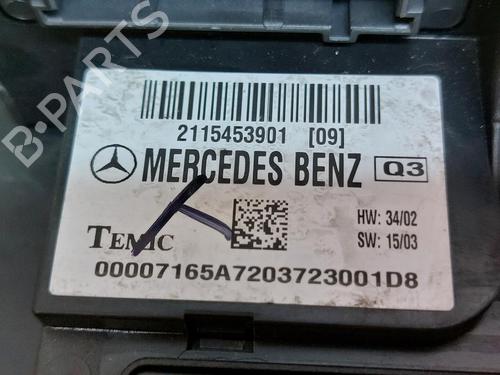 B-PARTS
2115453901 [09]
MERCEDES BENZ Q3
HW: 34/02
TEMIC SW: 15/03
00007165A7203723001D8